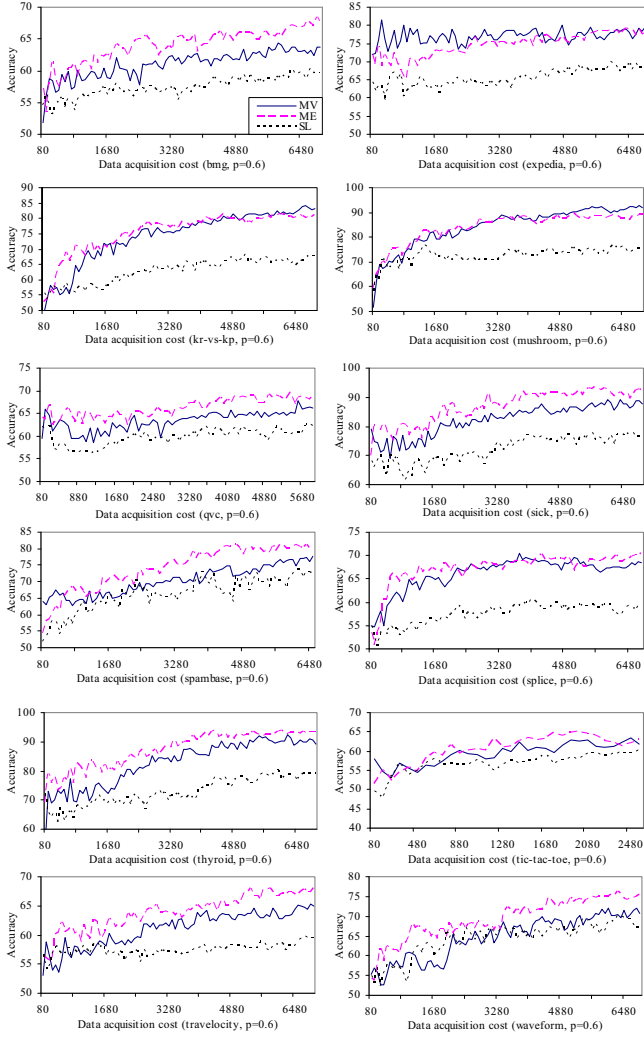 70
65
60
55
50
Accuracy
MV
ME
SL
80 1680 3280 4880 6480
Data acquisition cost (bmg, p=0.6)
85
80
75
70
65
60
55
50
Accuracy
80 1680 3280 4880 6480
Data acquisition cost (expedia, p=0.6)
90
85
80
75
70
65
60
55
50
Accuracy
80 1680 3280 4880 6480
Data acquisition cost (kr-vs-kp, p=0.6)
100
90
80
70
60
50
Accuracy
80 1680 3280 4880 6480
Data acquisition cost (mushroom, p=0.6)
75
70
65
60
55
50
Accuracy
80 880 1680 2480 3280 4080 4880 5680
Data acquisition cost (qvc, p=0.6)
100
90
80
70
60
Accuracy
80 1680 3280 4880 6480
Data acquisition cost (sick, p=0.6)
85
80
75
70
65
60
55
50
Accuracy
80 1680 3280 4880 6480
Data acquisition cost (spambase, p=0.6)
75
70
65
60
55
50
Accuracy
80 1680 3280 4880 6480
Data acquisition cost (splice, p=0.6)
100
90
80
70
60
Accuracy
80 1680 3280 4880 6480
Data acquisition cost (thyroid, p=0.6)
65
60
55
50
45
40
Accuracy
80 480 880 1280 1680 2080 2480
Data acquisition cost (tic-tac-toe, p=0.6)
70
65
60
55
50
Accuracy
80 1680 3280 4880 6480
Data acquisition cost (travelocity, p=0.6)
80
75
70
65
60
55
50
Accuracy
80 1680 3280 4880 6480
Data acquisition cost (waveform, p=0.6)